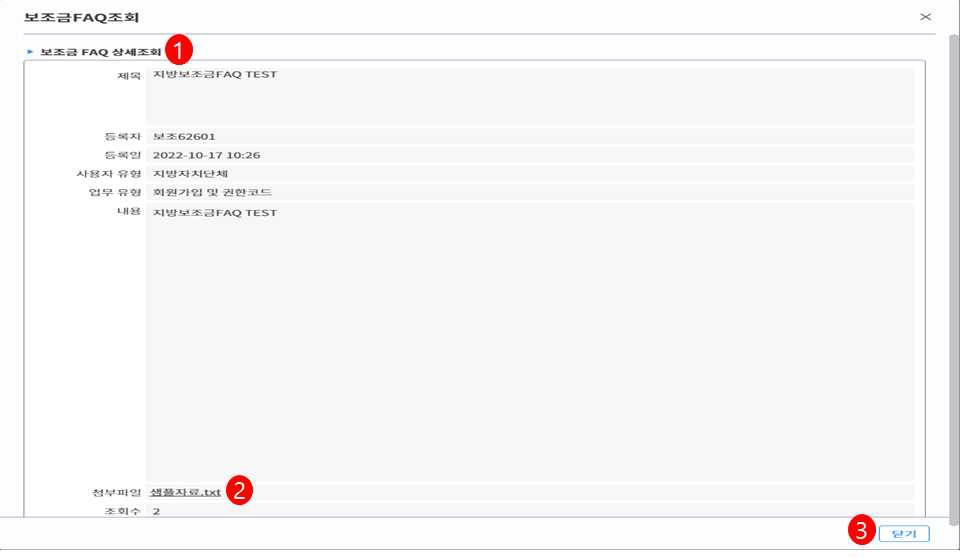 보조금FAQ조회
보조금 FAQ 상세조회 1
제목 지방보조금FAQ TEST
등록자 보조62601
등록일 2022-10-17 10:26
사용자 유형 지방자치단체
업무 유형 회원가입 및 권한코드
내용 지방보조금FAQ TEST
첨부파일 샘플자료.txt 2
조회수 2
3 닫기